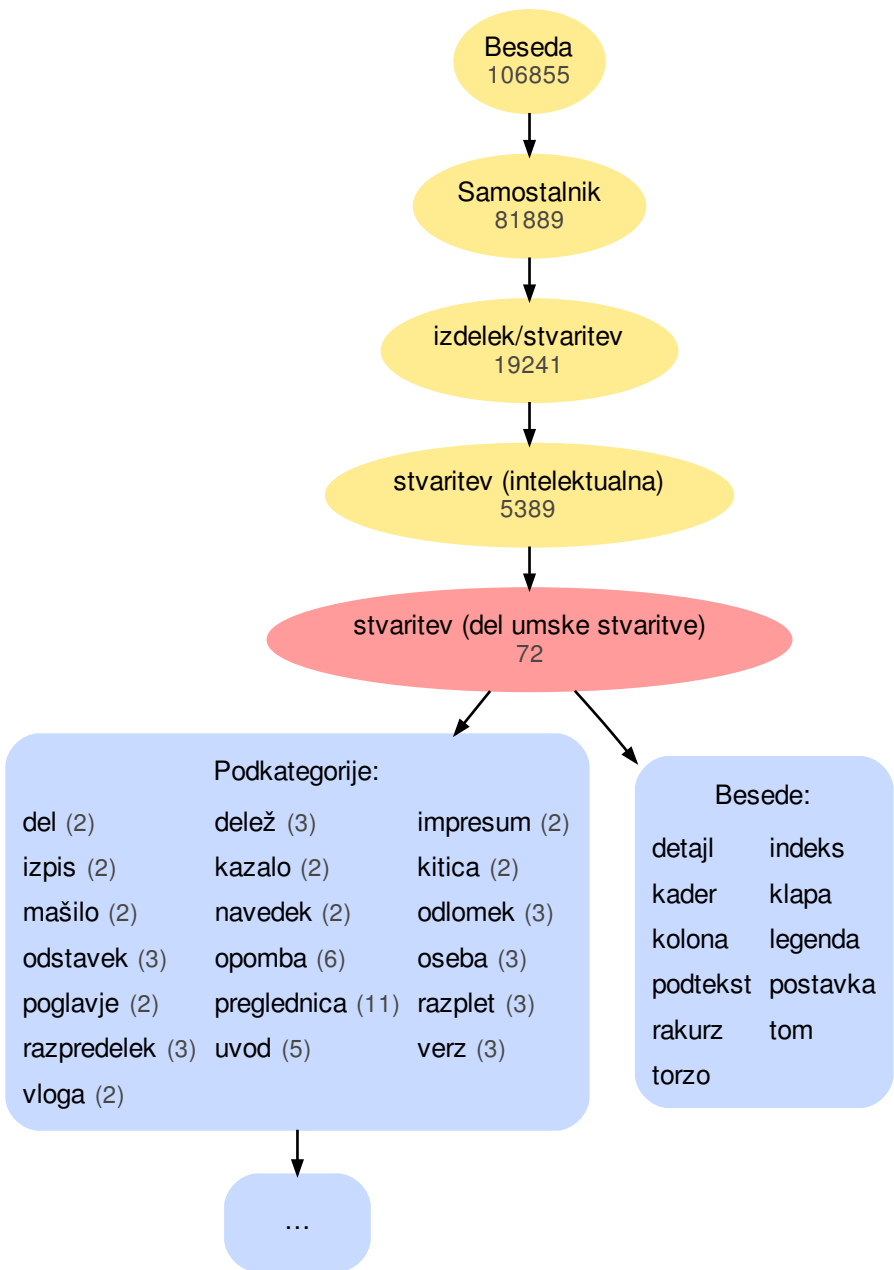 Beseda
106855
Samostalnik
81889
izdelek/stvaritev
19241
stvaritev (intelektualna)
5389
stvaritev (del umske stvaritve)
72
Podkategorije:
del (2) delež (3) impresum (2)
izpis (2) kazalo (2) kitica (2)
mašilo (2) navedek (2) odlomek (3)
odstavek (3) opomba (6) oseba (3)
poglavje (2) preglednica (11) razplet (3)
razpredelek (3) uvod (5) verz (3)
vloga (2)
Besede:
detajl indeks
kader klapa
kolona legenda
podtekst postavka
rakurz tom
torzo
...